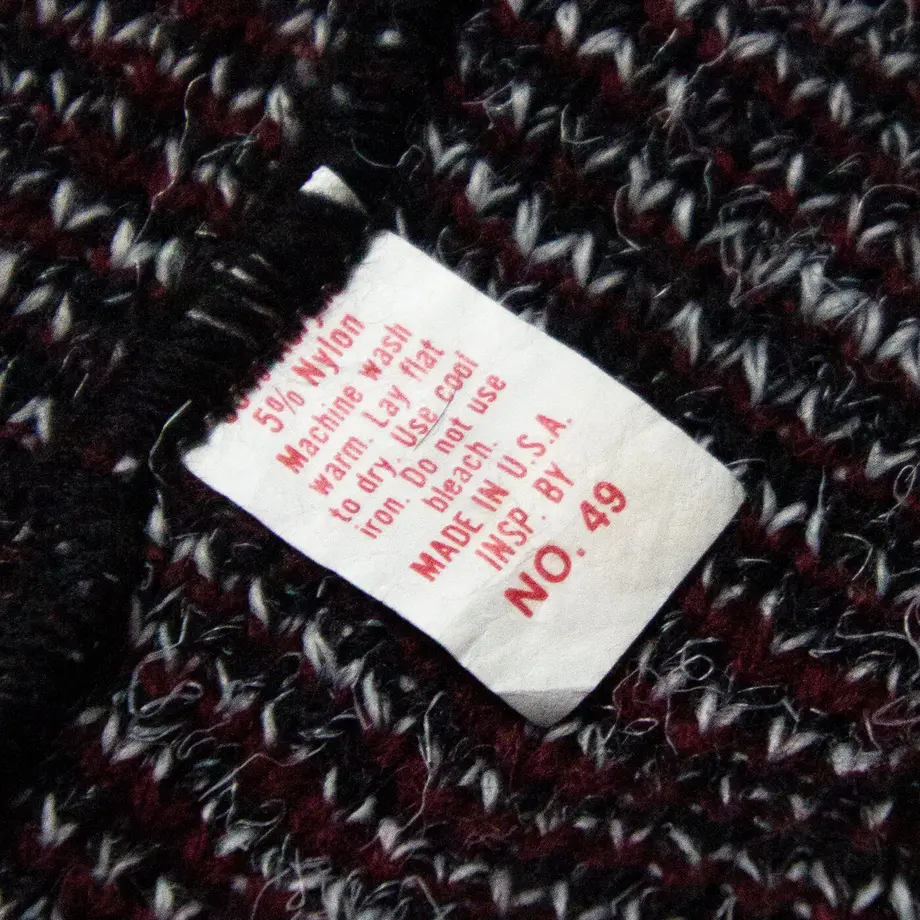 5% Nylon
Machine wash
warm. Lay flat
to dry. Use cool
iron. Do not use
bleach.
MADE IN U.S.A.
INSP. BY
NO. 49